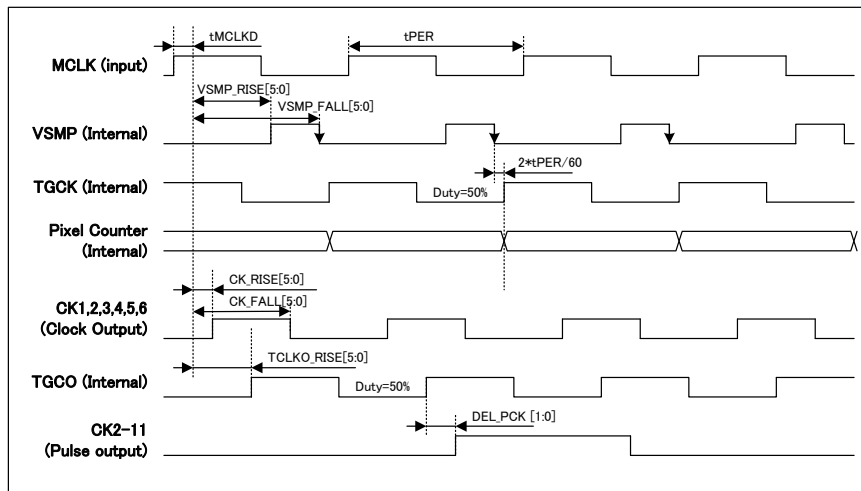 tMCLKD
tPER
MCLK (input)
VSMP_RISE[5:0]
VSMP_FALL[5:0]
VSMP (Internal)
2*tPER/60
TGCK (Internal)
Duty=50%
Pixel Counter
(Internal)
CK_RISE[5:0]
CK_FALL[5:0]
CK1,2,3,4,5,6
(Clock Output)
TCLKO_RISE[5:0]
TGCO (Internal)
Duty=50%
DEL_PCK [1:0]
CK2-11
(Pulse output)